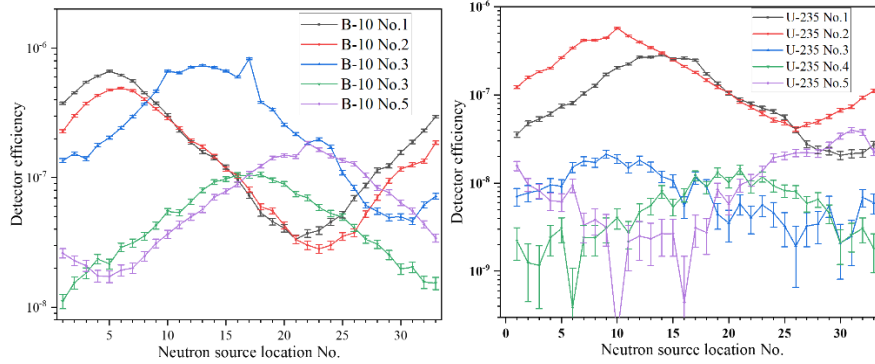 10⁻⁶
10⁻⁷
10⁻⁸
Detector efficiency
B-10 No.1
B-10 No.2
B-10 No.3
B-10 No.3
B-10 No.5
0 5 10 15 20 25 30
Neutron source location No.
10⁻⁶
10⁻⁷
10⁻⁸
10⁻⁹
Detector efficiency
U-235 No.1
U-235 No.2
U-235 No.3
U-235 No.4
U-235 No.5
0 5 10 15 20 25 30
Neutron source location No.